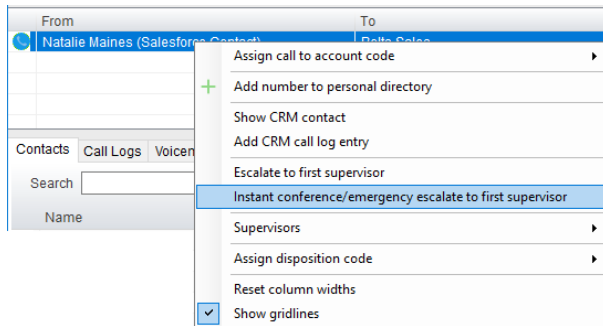 From To
Natalie Maines (Salesforce Contact) Delta Sales
Assign call to account code
Add number to personal directory
Show CRM contact
Add CRM call log entry
Contacts Call Logs Voicem
Escalate to first supervisor
Search
Instant conference/emergency escalate to first supervisor
Name
Supervisors
Assign disposition code
Reset column widths
Show gridlines